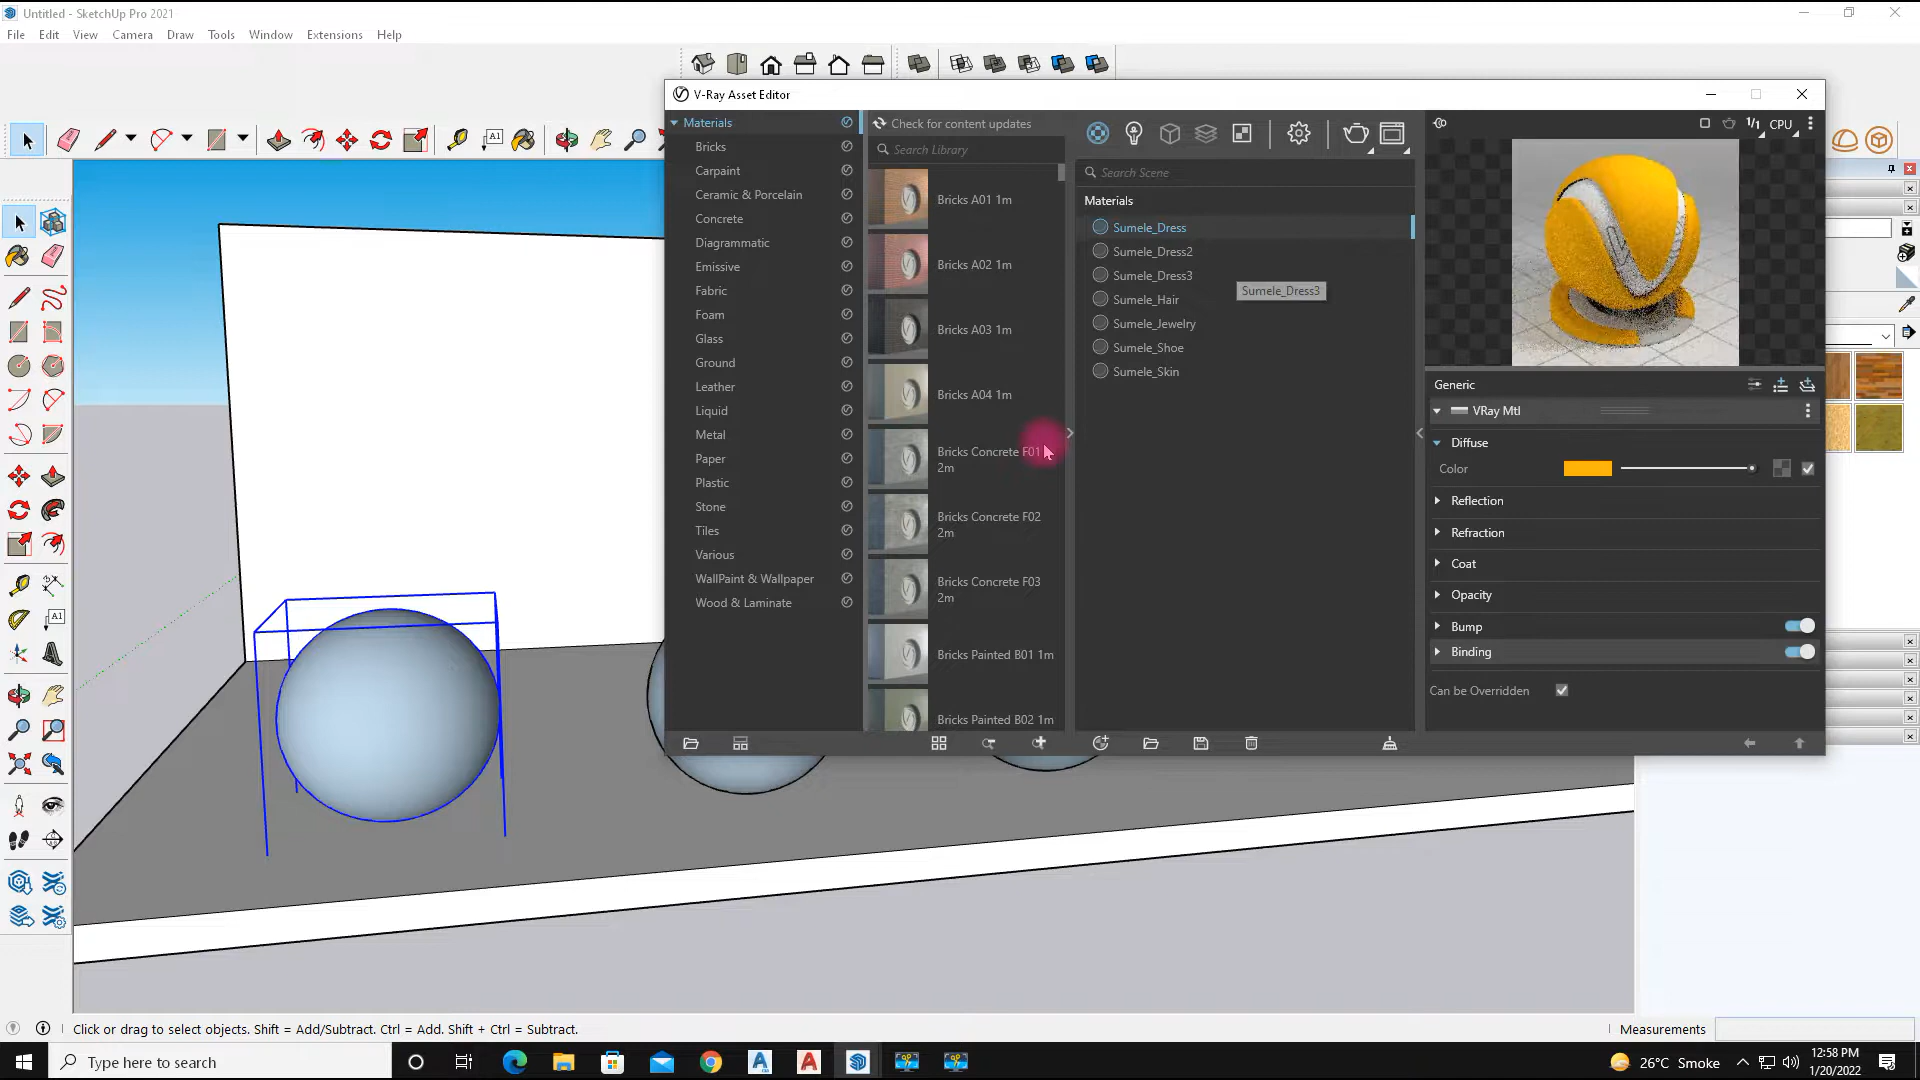 Untitled - SketchUp Pro 2021
File Edit View Camera Draw Tools Window Extensions Help
V-Ray Asset Editor
Materials
Bricks
Carpaint
Ceramic & Porcelain
Concrete
Diagrammatic
Emissive
Fabric
Foam
Glass
Ground
Leather
Liquid
Metal
Paper
Plastic
Stone
Tiles
Various
WallPaint & Wallpaper
Wood & Laminate
Check for content updates
Search Library
Bricks A01 1m
Bricks A02 1m
Bricks A03 1m
Bricks A04 1m
Bricks Concrete F01
2m
Bricks Concrete F02
2m
Bricks Concrete F03
2m
Bricks Painted B01 1m
Bricks Painted B02 1m
Search Scene
Materials
Sumele_Dress
Sumele_Dress2
Sumele_Dress3
Sumele_Dress3
Sumele_Hair
Sumele_Jewelry
Sumele_Shoe
Sumele_Skin
1/1 CPU
Generic
VRay Mtl
Diffuse
Color
Reflection
Refraction
Coat
Opacity
Bump
Binding
Can be Overridden
A1
A1
Click or drag to select objects. Shift = Add/Subtract. Ctrl = Add. Shift + Ctrl = Subtract.
Measurements
Type here to search
26°C Smoke
12:58 PM
1/20/2022